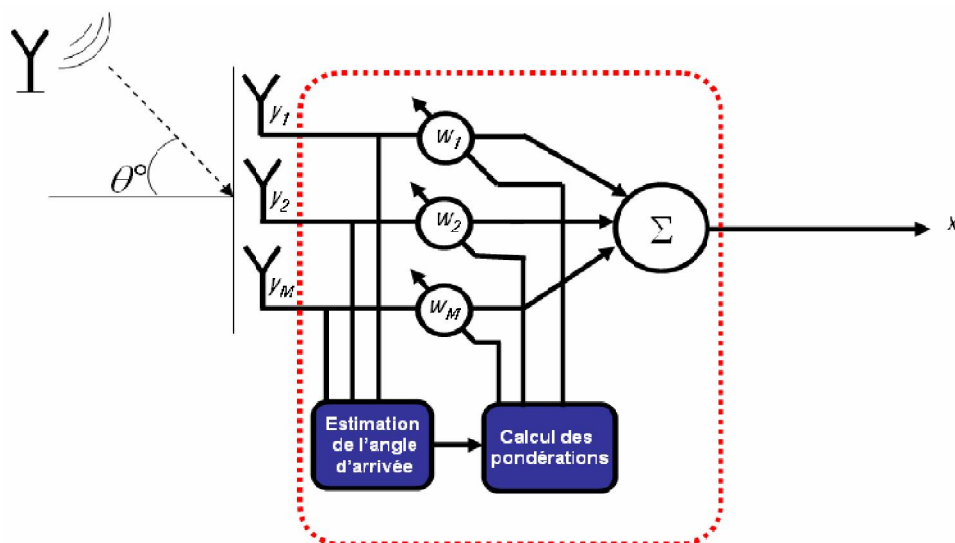 θ°
y1
y2
yM
W1
W2
WM
Σ
x
Estimation
de l'angle
d'arrivée
Calcul des
pondérations